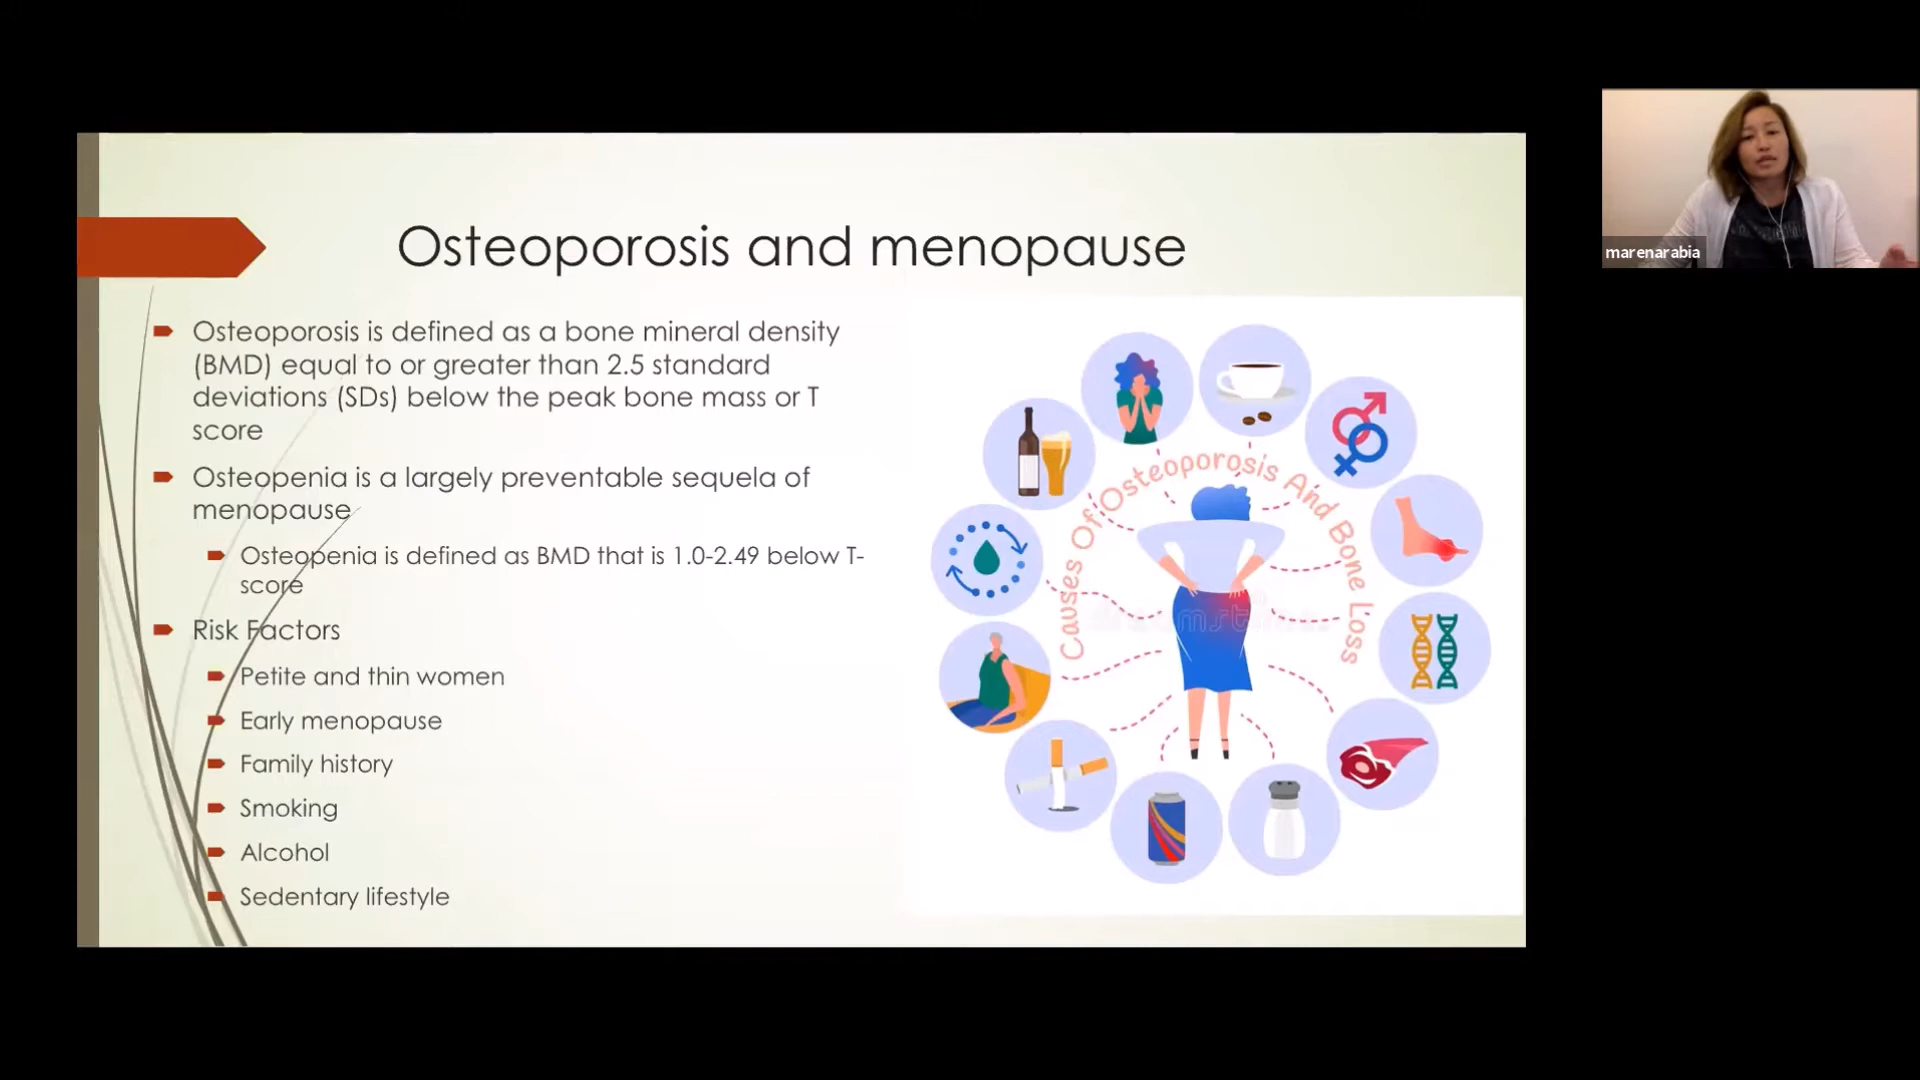 Osteoporosis and menopause
Osteoporosis is defined as a bone mineral density
(BMD) equal to or greater than 2.5 standard
deviations (SDs) below the peak bone mass or T
score
Osteopenia is a largely preventable sequela of
menopause
Osteopenia is defined as BMD that is 1.0-2.49 below T-
score
Risk Factors
Petite and thin women
Early menopause
Family history
Smoking
Alcohol
Sedentary lifestyle
Causes Of Osteoporosis And Bone Loss
marenarabia